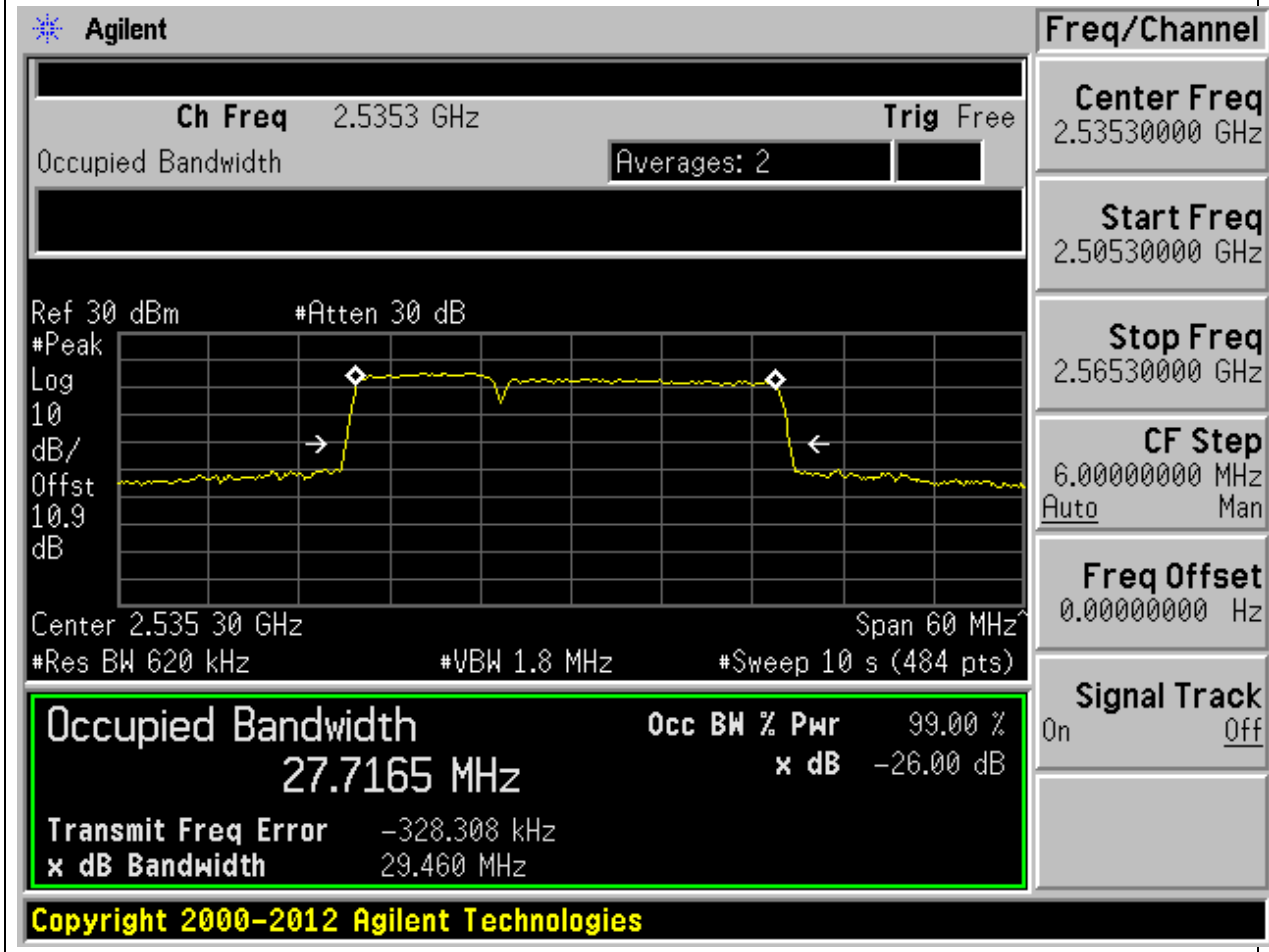 Agilent
Freq/Channel
Ch Freq 2.5353 GHz Trig Free
Occupied Bandwidth Averages: 2
Center Freq
2.53530000 GHz
Start Freq
2.50530000 GHz
Stop Freq
2.56530000 GHz
CF Step
6.00000000 MHz
Auto Man
Freq Offset
0.00000000 Hz
Signal Track
On Off
Ref 30 dBm #Atten 30 dB
#Peak
Log
10
dB/
Offst
10.9
dB
Center 2.535 30 GHz Span 60 MHz^
#Res BW 620 kHz #VBW 1.8 MHz #Sweep 10 s (484 pts)
Occupied Bandwidth
27.7165 MHz
Occ BW % Pwr 99.00 %
x dB -26.00 dB
Transmit Freq Error -328.308 kHz
x dB Bandwidth 29.460 MHz
Copyright 2000-2012 Agilent Technologies